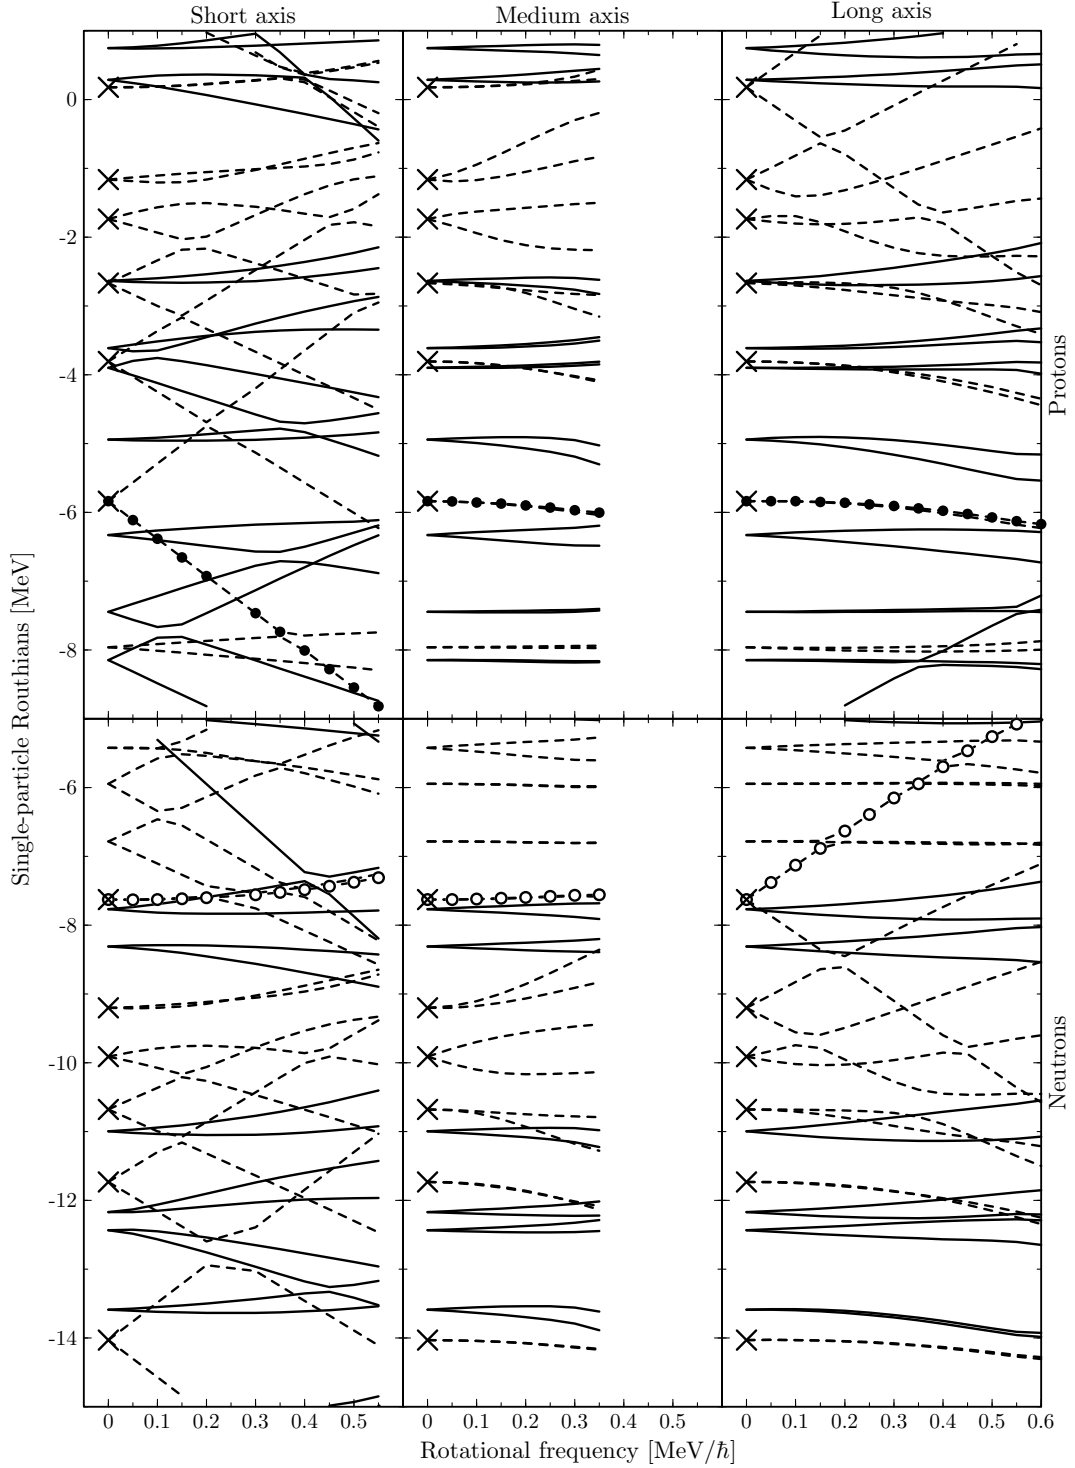 Short axis Medium axis Long axis
0
-2
-4
-6
-8
Protons
Single-particle Routhians [MeV]
-6
-8
-10
-12
-14
Neutrons
0 0.1 0.2 0.3 0.4 0.5 0 0.1 0.2 0.3 0.4 0.5 0 0.1 0.2 0.3 0.4 0.5 0.6
Rotational frequency [MeV/ℏ]